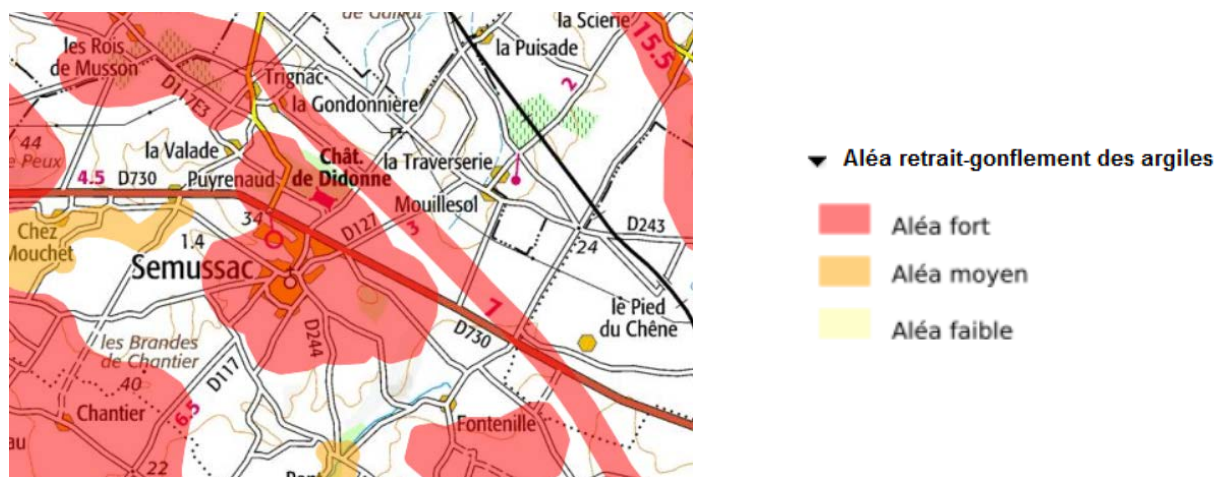 la Scierie
la Puisade
15.5
les Rois
de Musson
2
Trignac
D117E3
la Gondonnière
44
Peux
la Valade
Chât.
de Didonne
la Traverserie
4.5
D730
Puyrenaud
Mouillesol
34
D127
3
D243
24
Chez
Mouchet
1.4
Semussac
7
le Pied
du Chêne
D730
les Brandes
de Chantier
D244
D117
40
Chantier
6.5
Fontenille
au
22
Aléa retrait-gonflement des argiles
Aléa fort
Aléa moyen
Aléa faible